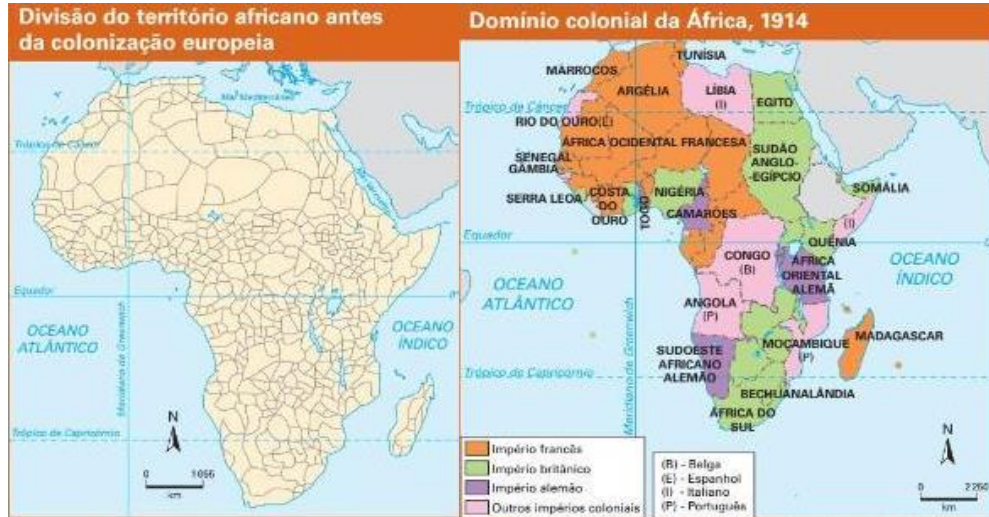 Divisão do território africano antes
da colonização europeia
Mar Mediterrâneo
Trópico de Câncer
Mar Vermelho
Equador
OCEANO
ATLÂNTICO
Meridiano de Greenwich
OCEANO
ÍNDICO
Trópico de Capricórnio
N
0
km
Domínio colonial da África, 1914
TUNÍSIA
MARROCOS
ARGÉLIA
LÍBIA
(I)
EGITO
Trópico de Câncer
RIO DO OURO(E)
ÁFRICA OCIDENTAL FRANCESA
SUDÃO
ANGLO-
EGÍPCIO
SENEGAL
GÂMBIA
SERRA LEOA
COSTA
DO
OURO
TOGO
NIGÉRIA
CAMARÕES
SOMÁLIA
(I)
Equador
QUÊNIA
CONGO
(B)
ÁFRICA
ORIENTAL
ALEMÃ
OCEANO
ÍNDICO
OCEANO
ATLÂNTICO
ANGOLA
(P)
MOÇAMBIQUE
(P)
MADAGASCAR
SUDOESTE
AFRICANO
ALEMÃO
Meridiano de Greenwich
Trópico de Capricórnio
BECHUANALÂNDIA
ÁFRICA DO
SUL
N
Império francês
Império britânico
Império alemão
Outros impérios coloniais
(B) - Belga
(E) - Espanhol
(I) - Italiano
(P) - Português
0
2260
km